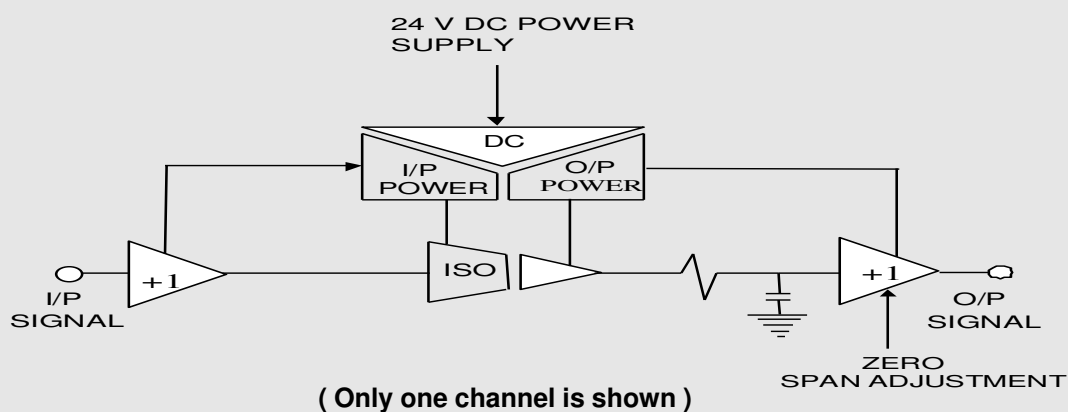 24 V DC POWER
SUPPLY
DC
I/P
POWER
O/P
POWER
+1
ISO
+1
I/P
SIGNAL
O/P
SIGNAL
ZERO
SPAN ADJUSTMENT
( Only one channel is shown )